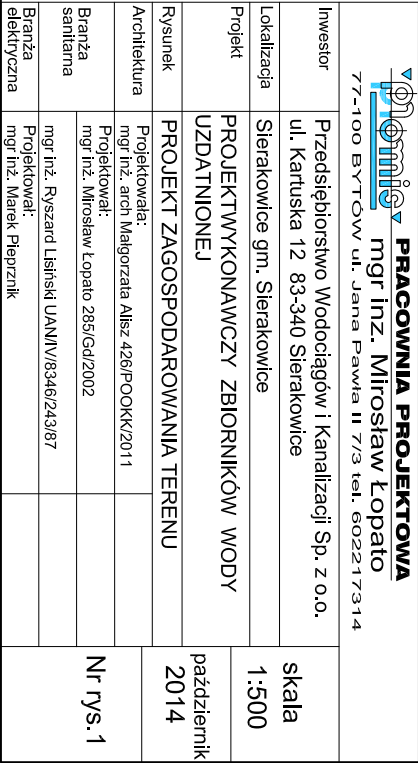 promis PRACOWNIA PROJEKTOWA
mgr inz. Mirosław Łopato
77-100 BYTÓW ul. Jana Pawła II 7/3 tel. 602217314
Inwestor
Przedsiębiorstwo Wodociągów i Kanalizacji Sp. z o.o.
ul. Kartuska 12 83-340 Sierakowice
skala
1:500
Lokalizacja
Sierakowice gm. Sierakowice
Projekt
PROJEKTWYKONAWCZY ZBIORNIKÓW WODY
UZDATNIONEJ
październik
2014
Rysunek
PROJEKT ZAGOSPODAROWANIA TERENU
Architektura
Projektowała:
mgr inż. arch Małgorzata Alisz 426/POOKK/2011
Nr rys.1
Branża
sanitarna
Projektował:
mgr inż. Mirosław Łopato 285/Gd/2002
mgr inż. Ryszard Lisiński UAN/IV/8346/243/87
Branża
elektryczna
Projektował:
mgr inż. Marek Pieprznik